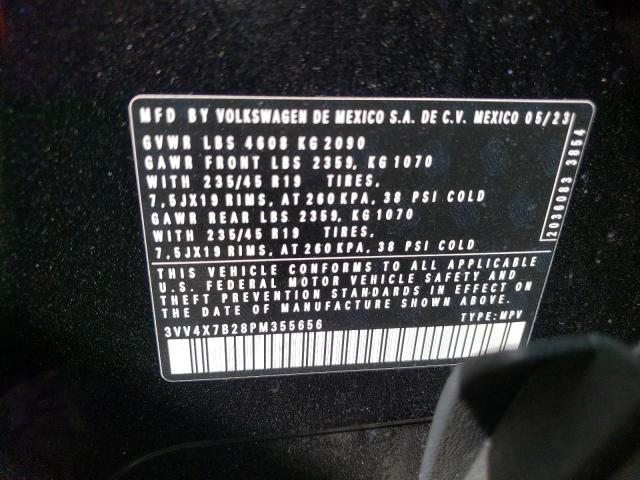 MFD BY VOLKSWAGEN DE MEXICO S.A. DE C.V. MEXICO 05/23
GVWR LBS 4608 KG 2090
GAWR FRONT LBS 2359, KG 1070
WITH 235/45 R19 TIRES,
7,5JX19 RIMS, AT 260 KPA, 38 PSI COLD
GAWR REAR LBS 2359, KG 1070
WITH 235/45 R19 TIRES,
7,5JX19 RIMS, AT 260 KPA, 38 PSI COLD
2036083 3854
THIS VEHICLE CONFORMS TO ALL APPLICABLE
U.S. FEDERAL MOTOR VEHICLE SAFETY AND
THEFT PREVENTION STANDARDS IN EFFECT ON
THE DATE OF MANUFACTURE SHOWN ABOVE.
3VV4X7B28PM355656 TYPE: MPV